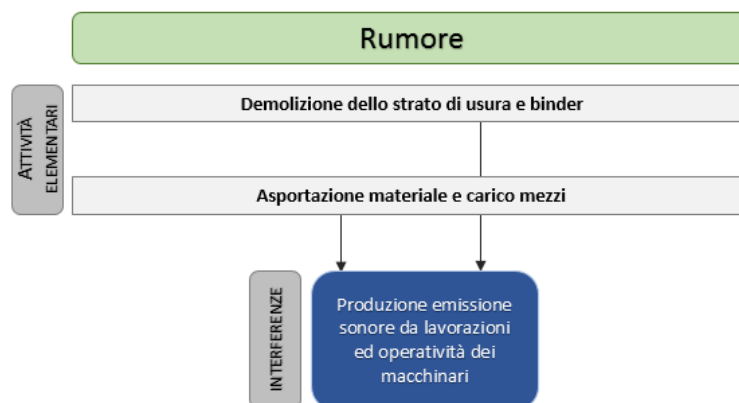 Rumore
ATTIVITÀ
ELEMENTARI
Demolizione dello strato di usura e binder
Asportazione materiale e carico mezzi
INTERFERENZE
Produzione emissione
sonore da lavorazioni
ed operatività dei
macchinari